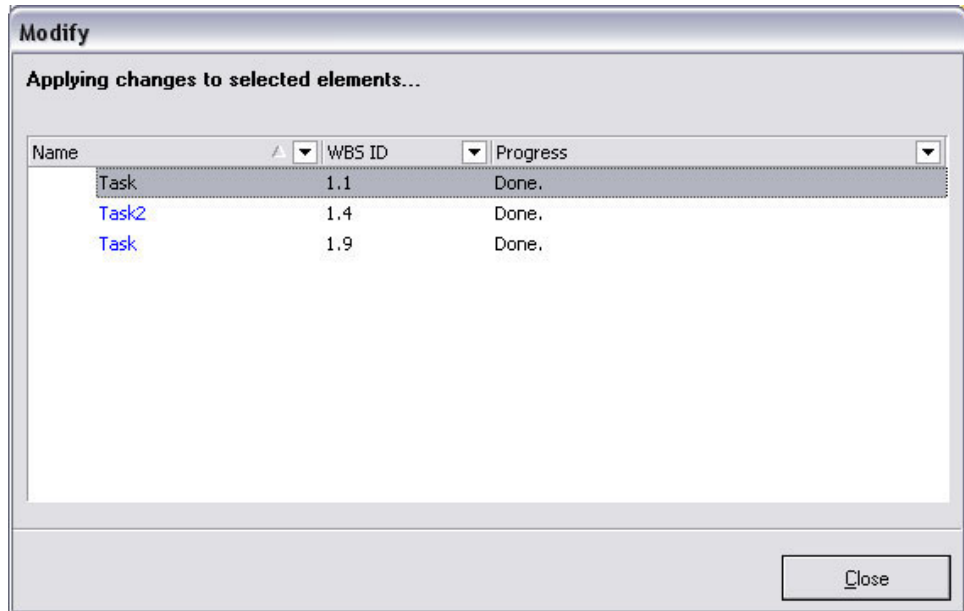 Modify
Applying changes to selected elements...
Name WBS ID Progress
Task 1.1 Done.
Task2 1.4 Done.
Task 1.9 Done.
Close